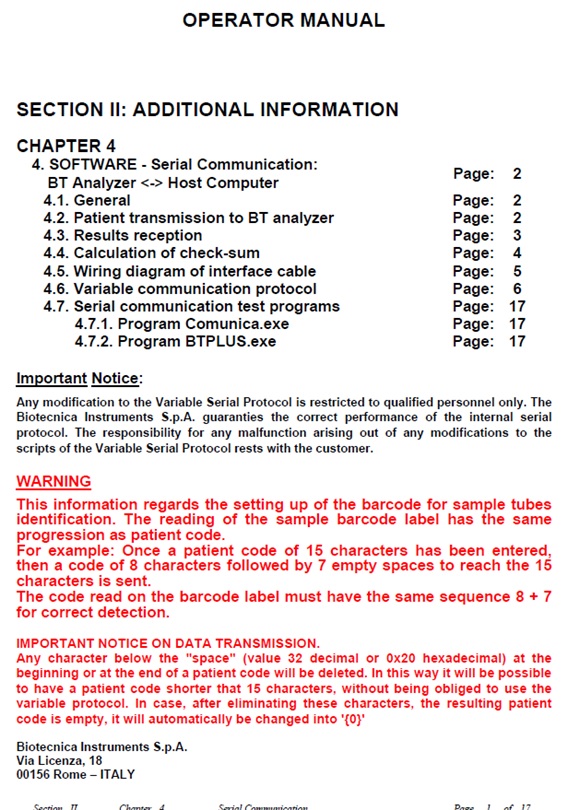 OPERATOR MANUAL
SECTION II: ADDITIONAL INFORMATION
CHAPTER 4
4. SOFTWARE - Serial Communication:
BT Analyzer <-> Host Computer Page: 2
4.1. General Page: 2
4.2. Patient transmission to BT analyzer Page: 2
4.3. Results reception Page: 3
4.4. Calculation of check-sum Page: 4
4.5. Wiring diagram of interface cable Page: 5
4.6. Variable communication protocol Page: 6
4.7. Serial communication test programs Page: 17
4.7.1. Program Comunica.exe Page: 17
4.7.2. Program BTPLUS.exe Page: 17
Important Notice:
Any modification to the Variable Serial Protocol is restricted to qualified personnel only. The
Biotecnica Instruments S.p.A. guaranties the correct performance of the internal serial
protocol. The responsibility for any malfunction arising out of any modifications to the
scripts of the Variable Serial Protocol rests with the customer.
WARNING
This information regards the setting up of the barcode for sample tubes
identification. The reading of the sample barcode label has the same
progression as patient code.
For example: Once a patient code of 15 characters has been entered,
then a code of 8 characters followed by 7 empty spaces to reach the 15
characters is sent.
The code read on the barcode label must have the same sequence 8 + 7
for correct detection.
IMPORTANT NOTICE ON DATA TRANSMISSION.
Any character below the "space" (value 32 decimal or 0x20 hexadecimal) at the
beginning or at the end of a patient code will be deleted. In this way it will be possible
to have a patient code shorter that 15 characters, without being obliged to use the
variable protocol. In case, after eliminating these characters, the resulting patient
code is empty, it will automatically be changed into '{0}'
Biotecnica Instruments S.p.A.
Via Licenza, 18
00156 Rome – ITALY
Section II Chapter 4 Serial Communication Page 1 of 17